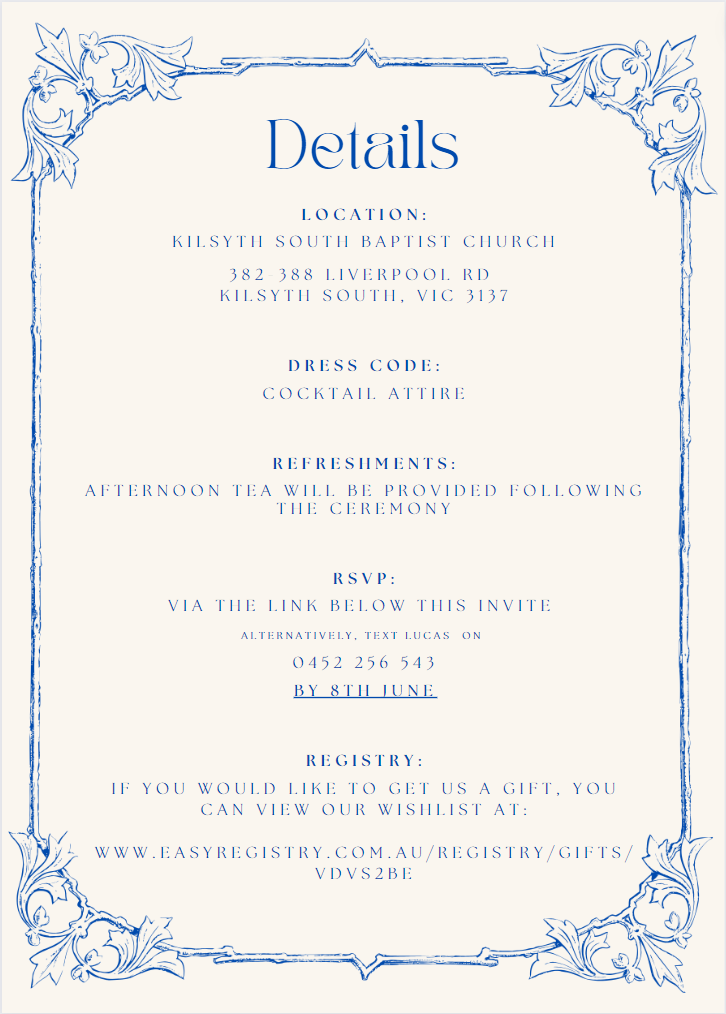 Details
LOCATION:
KILSYTH SOUTH BAPTIST CHURCH
382-388 LIVERPOOL RD
KILSYTH SOUTH, VIC 3137
DRESS CODE:
COCKTAIL ATTIRE
REFRESHMENTS:
AFTERNOON TEA WILL BE PROVIDED FOLLOWING
THE CEREMONY
RSVP:
VIA THE LINK BELOW THIS INVITE
ALTERNATIVELY, TEXT LUCAS ON
0452 256 543
BY 8TH JUNE
REGISTRY:
IF YOU WOULD LIKE TO GET US A GIFT, YOU
CAN VIEW OUR WISHLIST AT:
WWW.EASYREGISTRY.COM.AU/REGISTRY/GIFTS/
VDVS2BE